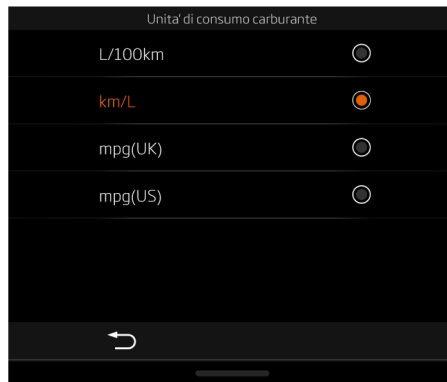 Unita' di consumo carburante
L/100km
km/L
mpg(UK)
mpg(US)